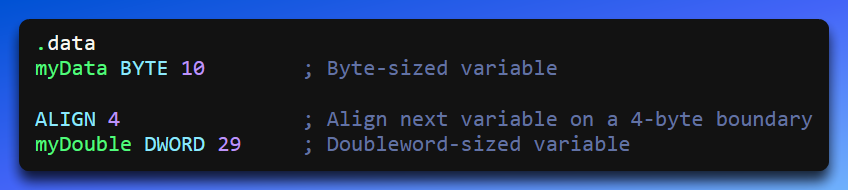 .data
myData BYTE 10        ; Byte-sized variable
ALIGN 4               ; Align next variable on a 4-byte boundary
myDouble DWORD 29     ; Doubleword-sized variable